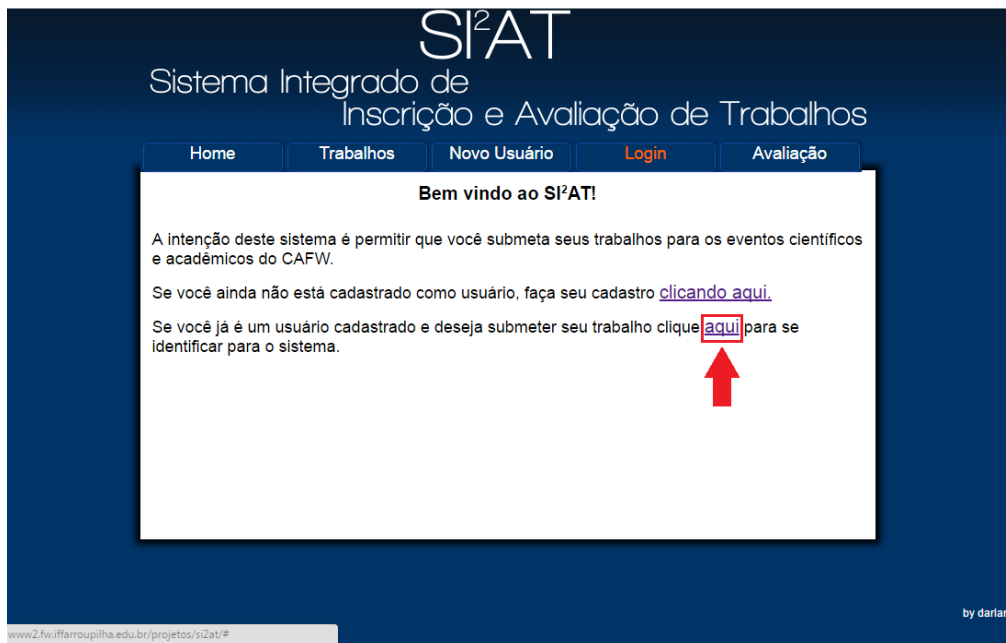 SI²AT
Sistema Integrado de
Inscrição e Avaliação de Trabalhos
Home Trabalhos Novo Usuário Login Avaliação
Bem vindo ao SI²AT!
A intenção deste sistema é permitir que você submeta seus trabalhos para os eventos científicos
e acadêmicos do CAFW.
Se você ainda não está cadastrado como usuário, faça seu cadastro clicando aqui.
Se você já é um usuário cadastrado e deseja submeter seu trabalho clique aqui para se
identificar para o sistema.
by darlan
www2.fw.iffarroupilha.edu.br/projetos/si2at/#